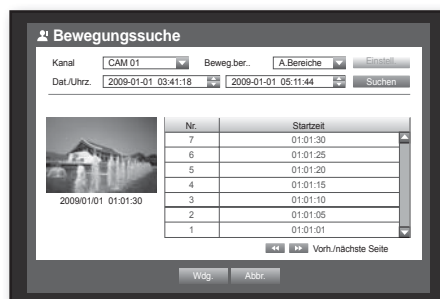 Bewegungssuche
Kanal CAM 01 Beweg.ber.. A.Bereiche Einstell.
Dat./Uhrz. 2009-01-01 03:41:18 2009-01-01 05:11:44 Suchen
Nr. Startzeit
7 01:01:30
6 01:01:25
5 01:01:20
4 01:01:15
3 01:01:10
2 01:01:05
1 01:01:01
2009/01/01 01:01:30
Vorh./nächste Seite
Wdg. Abbr.